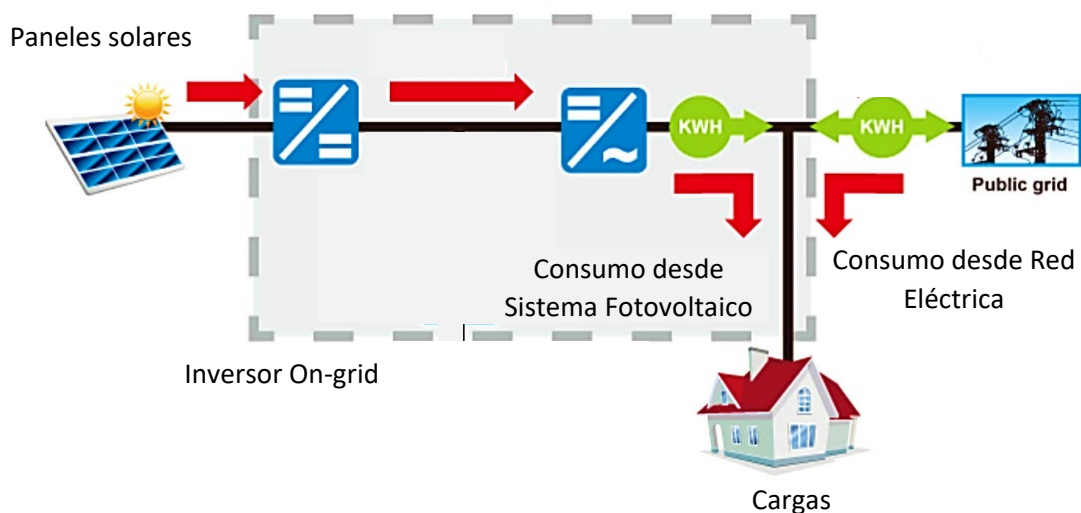 Paneles solares
KWH
KWH
Public grid
Consumo desde
Sistema Fotovoltaico
Consumo desde Red
Eléctrica
Inversor On-grid
Cargas